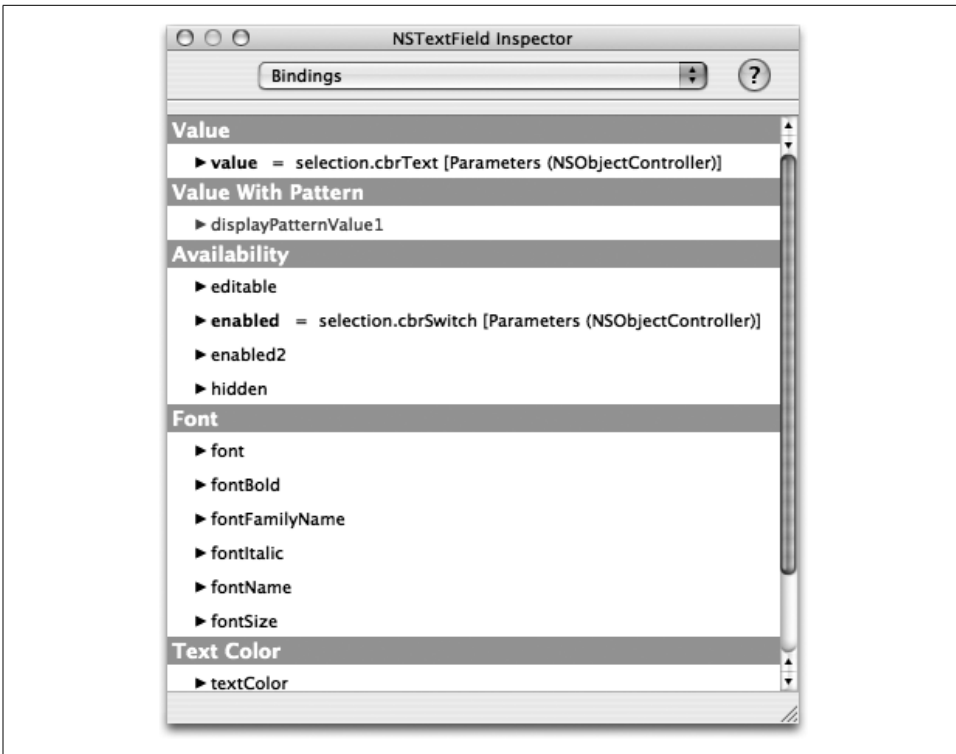 NSTextField Inspector
Bindings
?
Value
value = selection.cbrText [Parameters (NSObjectController)]
Value With Pattern
displayPatternValue1
Availability
editable
enabled = selection.cbrSwitch [Parameters (NSObjectController)]
enabled2
hidden
Font
font
fontBold
fontFamilyName
fontItalic
fontName
fontSize
Text Color
textColor